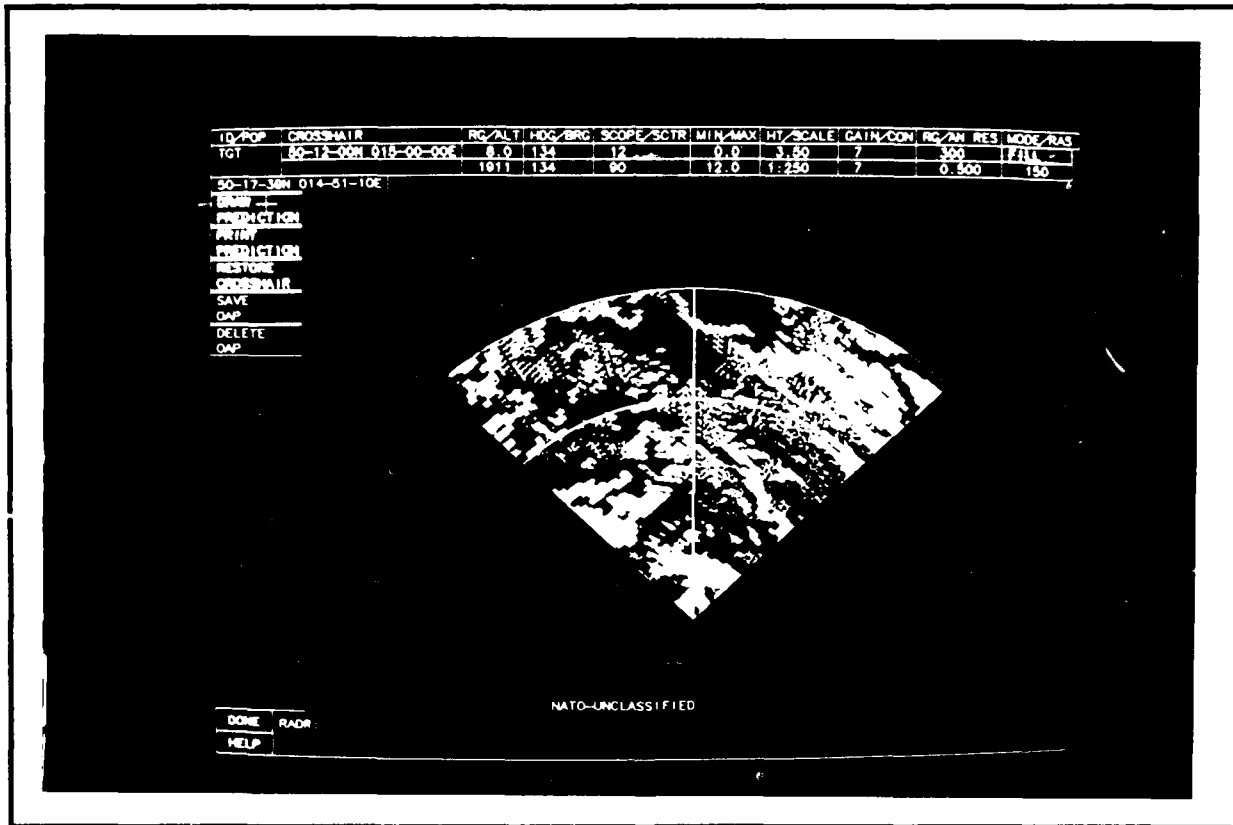 ID/POP CROSSHAIR RG/ALT HDG/BRG SCOPE/SCTR MIN/MAX HT/SCALE GAIN/CON RG/AN RES MODE/RAS
TGT 50-12-00N 015-00-00E 8.0 134 12 0.0 3.50 7 300 FILL
1911 134 90 12.0 1:250 7 0.500 150
50-17-30N 014-51-10E
DRAW
PREDICTION
PRINT
PREDICTION
RESTORE
CROSSHAIR
SAVE
OAP
DELETE
OAP
NATO-UNCLASSIFIED
DONE RADR:
HELP